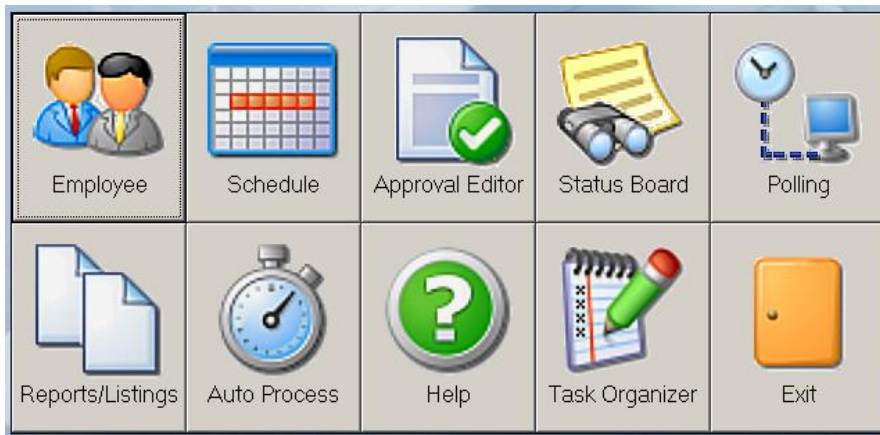 Employee
Schedule
Approval Editor
Status Board
Polling
Reports/Listings
Auto Process
Help
Task Organizer
Exit